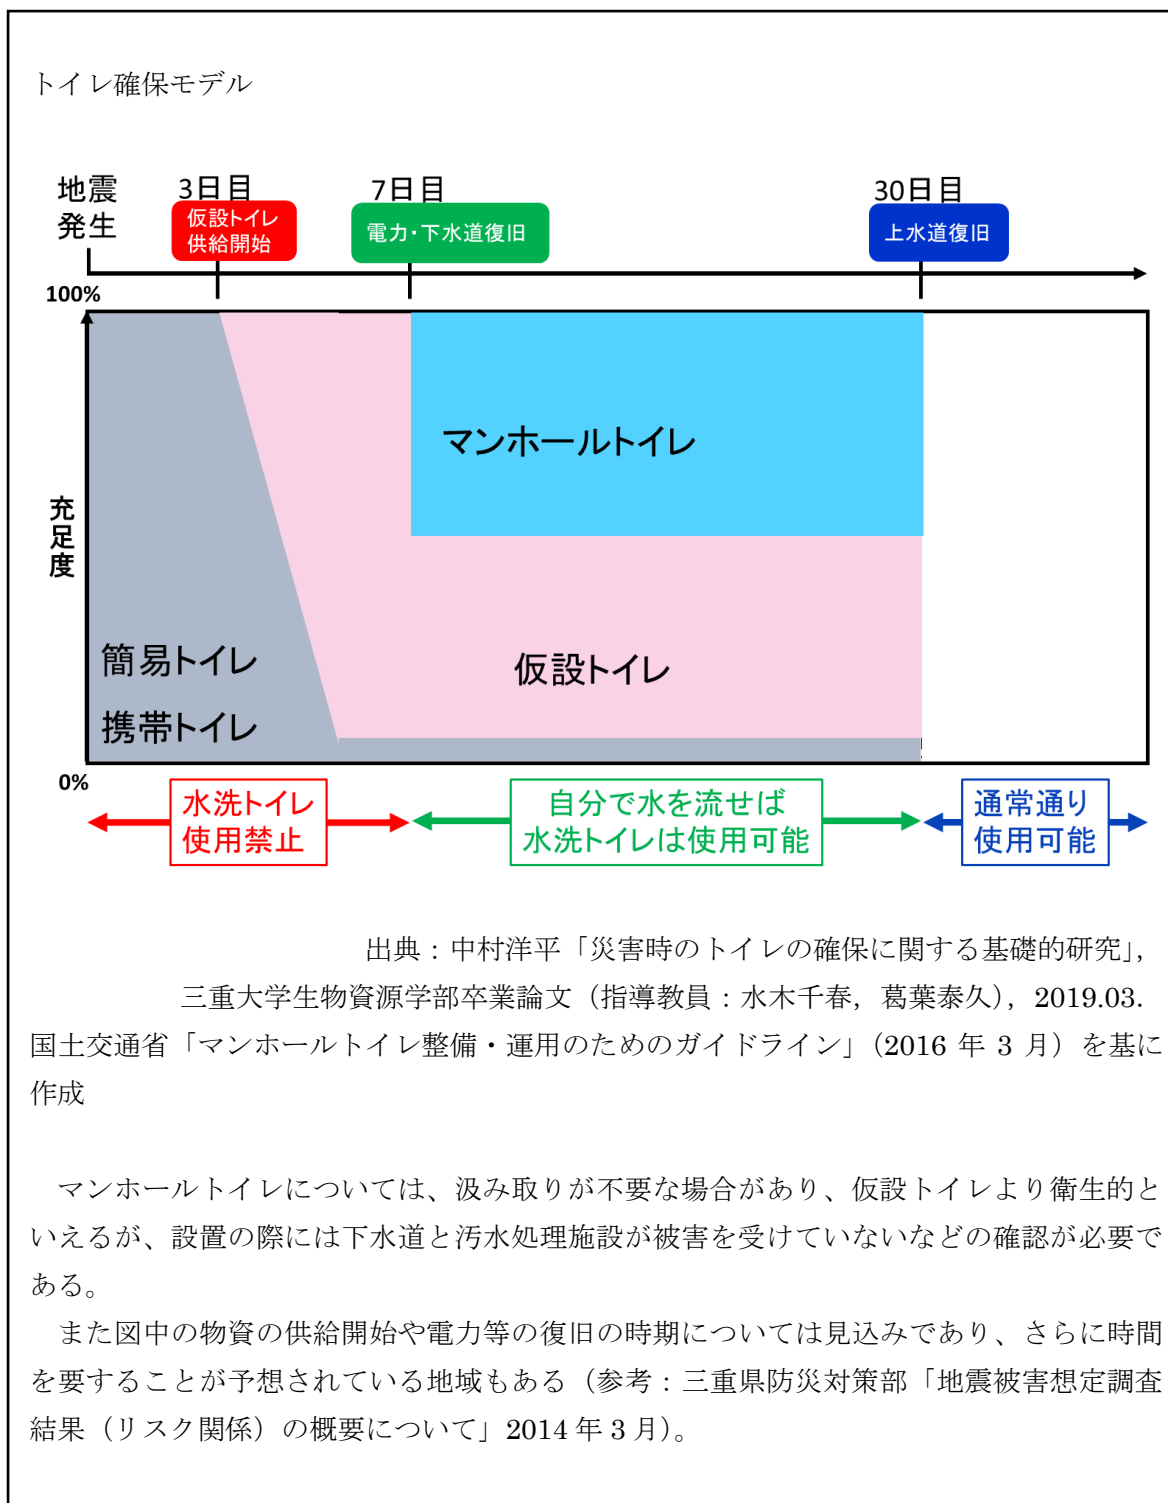 トイレ確保モデル
地震
発生
3日目
仮設トイレ
供給開始
7日目
電力・下水道復旧
30日目
上水道復旧
100%
充足度
マンホールトイレ
簡易トイレ
携帯トイレ
仮設トイレ
0%
水洗トイレ
使用禁止
自分で水を流せば
水洗トイレは使用可能
通常通り
使用可能
出典：中村洋平「災害時のトイレの確保に関する基礎的研究」，
三重大学生物資源学部卒業論文（指導教員：水木千春，葛葉泰久），2019.03.
国土交通省「マンホールトイレ整備・運用のためのガイドライン」（2016 年 3 月）を基に
作成
マンホールトイレについては、汲み取りが不要な場合があり、仮設トイレより衛生的と
いえるが、設置の際には下水道と汚水処理施設が被害を受けていないなどの確認が必要で
ある。
また図中の物資の供給開始や電力等の復旧の時期については見込みであり、さらに時間
を要することが予想されている地域もある（参考：三重県防災対策部「地震被害想定調査
結果（リスク関係）の概要について」2014 年 3 月）。